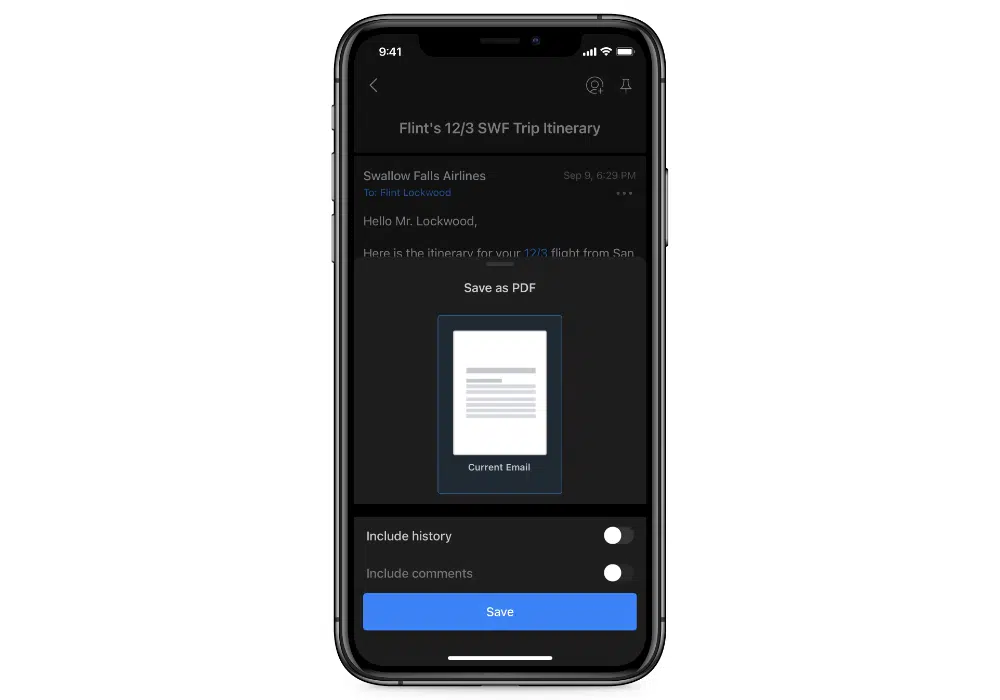 9:41
Flint's 12/3 SWF Trip Itinerary
Swallow Falls Airlines
Sep 9, 6:29 PM
To: Flint Lockwood
Hello Mr. Lockwood,
Here is the itinerary for your 12/3 flight from San
Save as PDF
Current Email
Include history
Include comments
Save